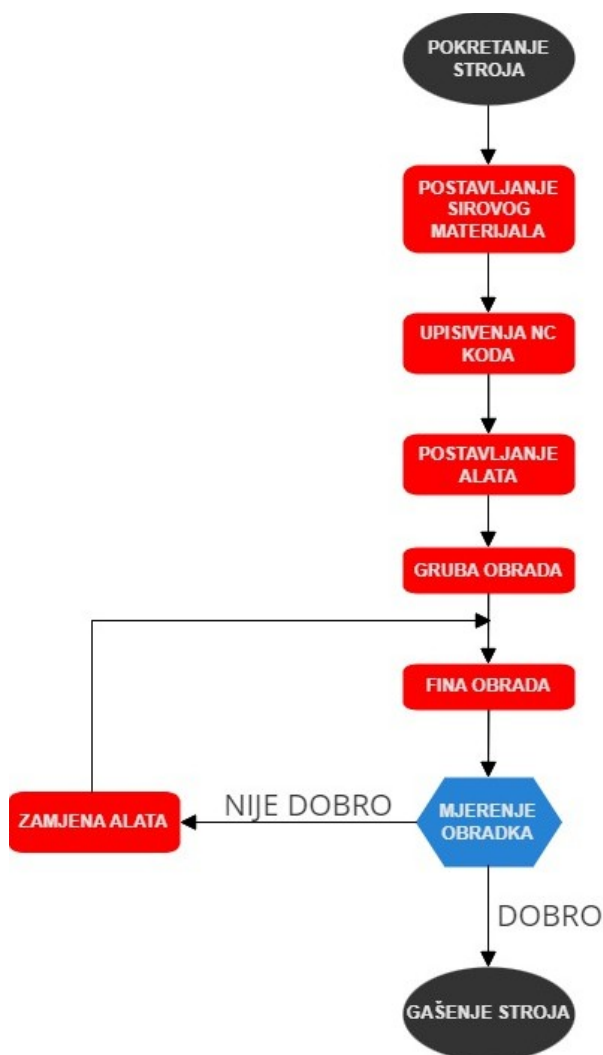 POKRETANJE
STROJA
POSTAVLJANJE
SIROVOG
MATERIJALA
UPISIVENJA NC
KODA
POSTAVLJANJE
ALATA
GRUBA OBRADA
FINA OBRADA
MJERENJE
OBRADKA
NIJE DOBRO
ZAMJENA ALATA
DOBRO
GAŠENJE STROJA